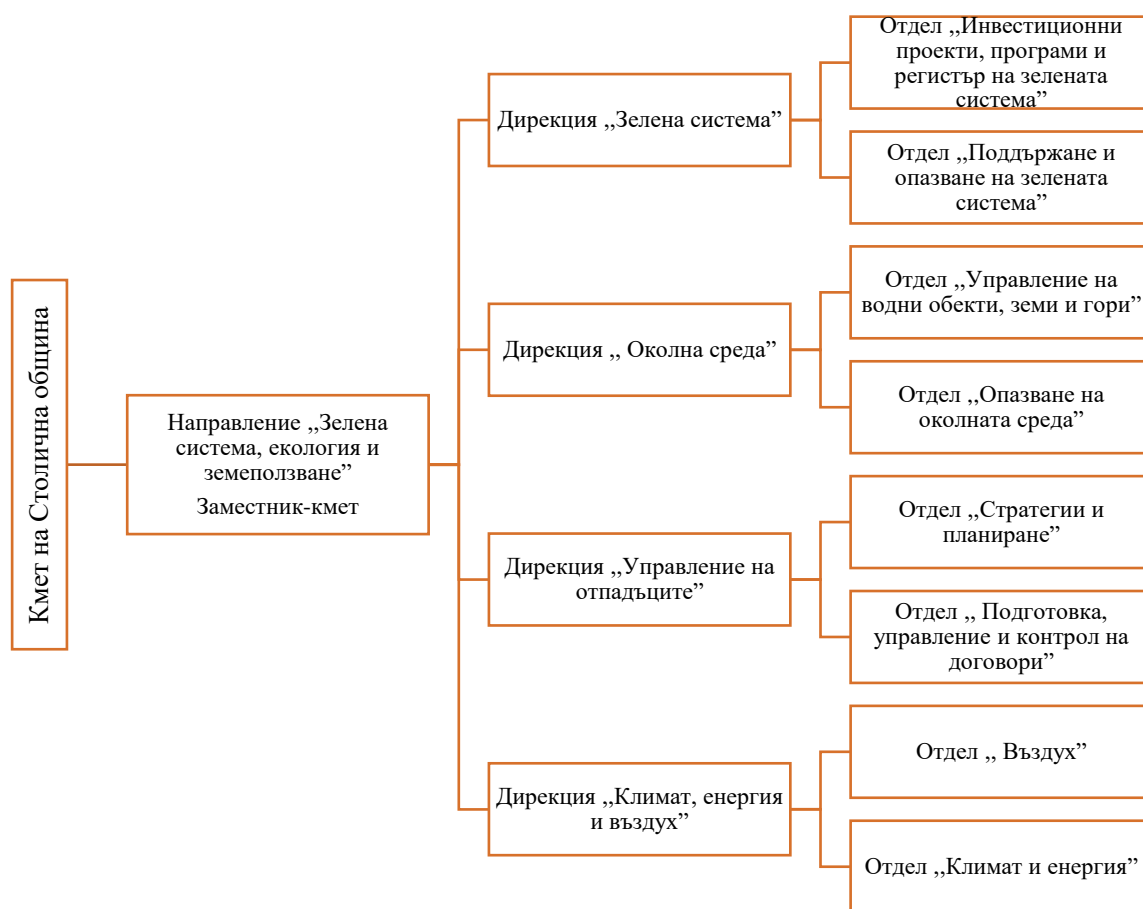 Кмет на Столична община
Направление ,,Зелена
система, екология и
земеползване”
Заместник-кмет
Дирекция ,,Зелена система”
Отдел ,,Инвестиционни
проекти, програми и
регистър на зелената
система”
Отдел ,,Поддържане и
опазване на зелената
система”
Дирекция ,, Околна среда”
Отдел ,,Управление на
водни обекти, земи и гори”
Отдел ,,Опазване на
околната среда”
Дирекция ,,Управление на
отпадъците”
Отдел ,,Стратегии и
планиране”
Отдел ,, Подготовка,
управление и контрол на
договори”
Дирекция ,,Климат, енергия
и въздух”
Отдел ,, Въздух”
Отдел ,,Климат и енергия”